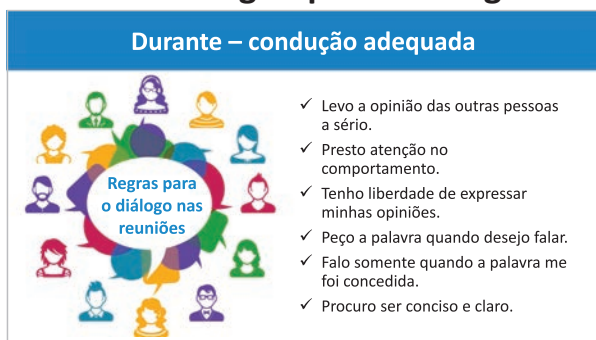 Durante – condução adequada
Regras para
o diálogo nas
reuniões
✓ Levo a opinião das outras pessoas
a sério.
✓ Presto atenção no
comportamento.
✓ Tenho liberdade de expressar
minhas opiniões.
✓ Peço a palavra quando desejo falar.
✓ Falo somente quando a palavra me
foi concedida.
✓ Procuro ser conciso e claro.